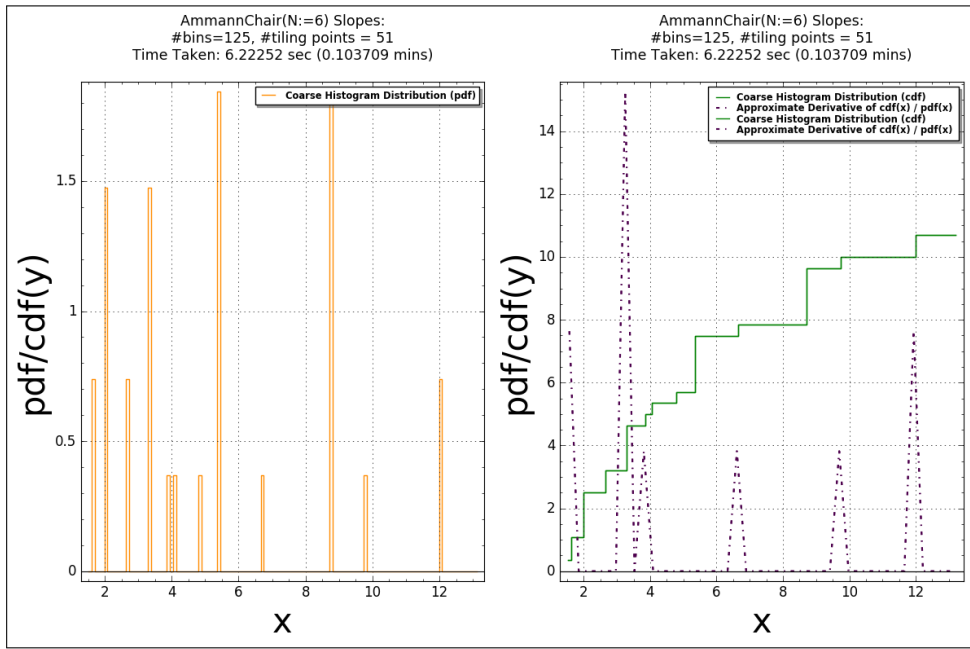 AmmannChair(N:=6) Slopes:
#bins=125, #tiling points = 51
Time Taken: 6.22252 sec (0.103709 mins)
Coarse Histogram Distribution (pdf)
pdf/cdf(y)
1.5
1
0.5
0
2 4 6 8 10 12
x
AmmannChair(N:=6) Slopes:
#bins=125, #tiling points = 51
Time Taken: 6.22252 sec (0.103709 mins)
Coarse Histogram Distribution (cdf)
Approximate Derivative of cdf(x) / pdf(x)
Coarse Histogram Distribution (cdf)
Approximate Derivative of cdf(x) / pdf(x)
pdf/cdf(y)
14
12
10
8
6
4
2
0
2 4 6 8 10 12
x